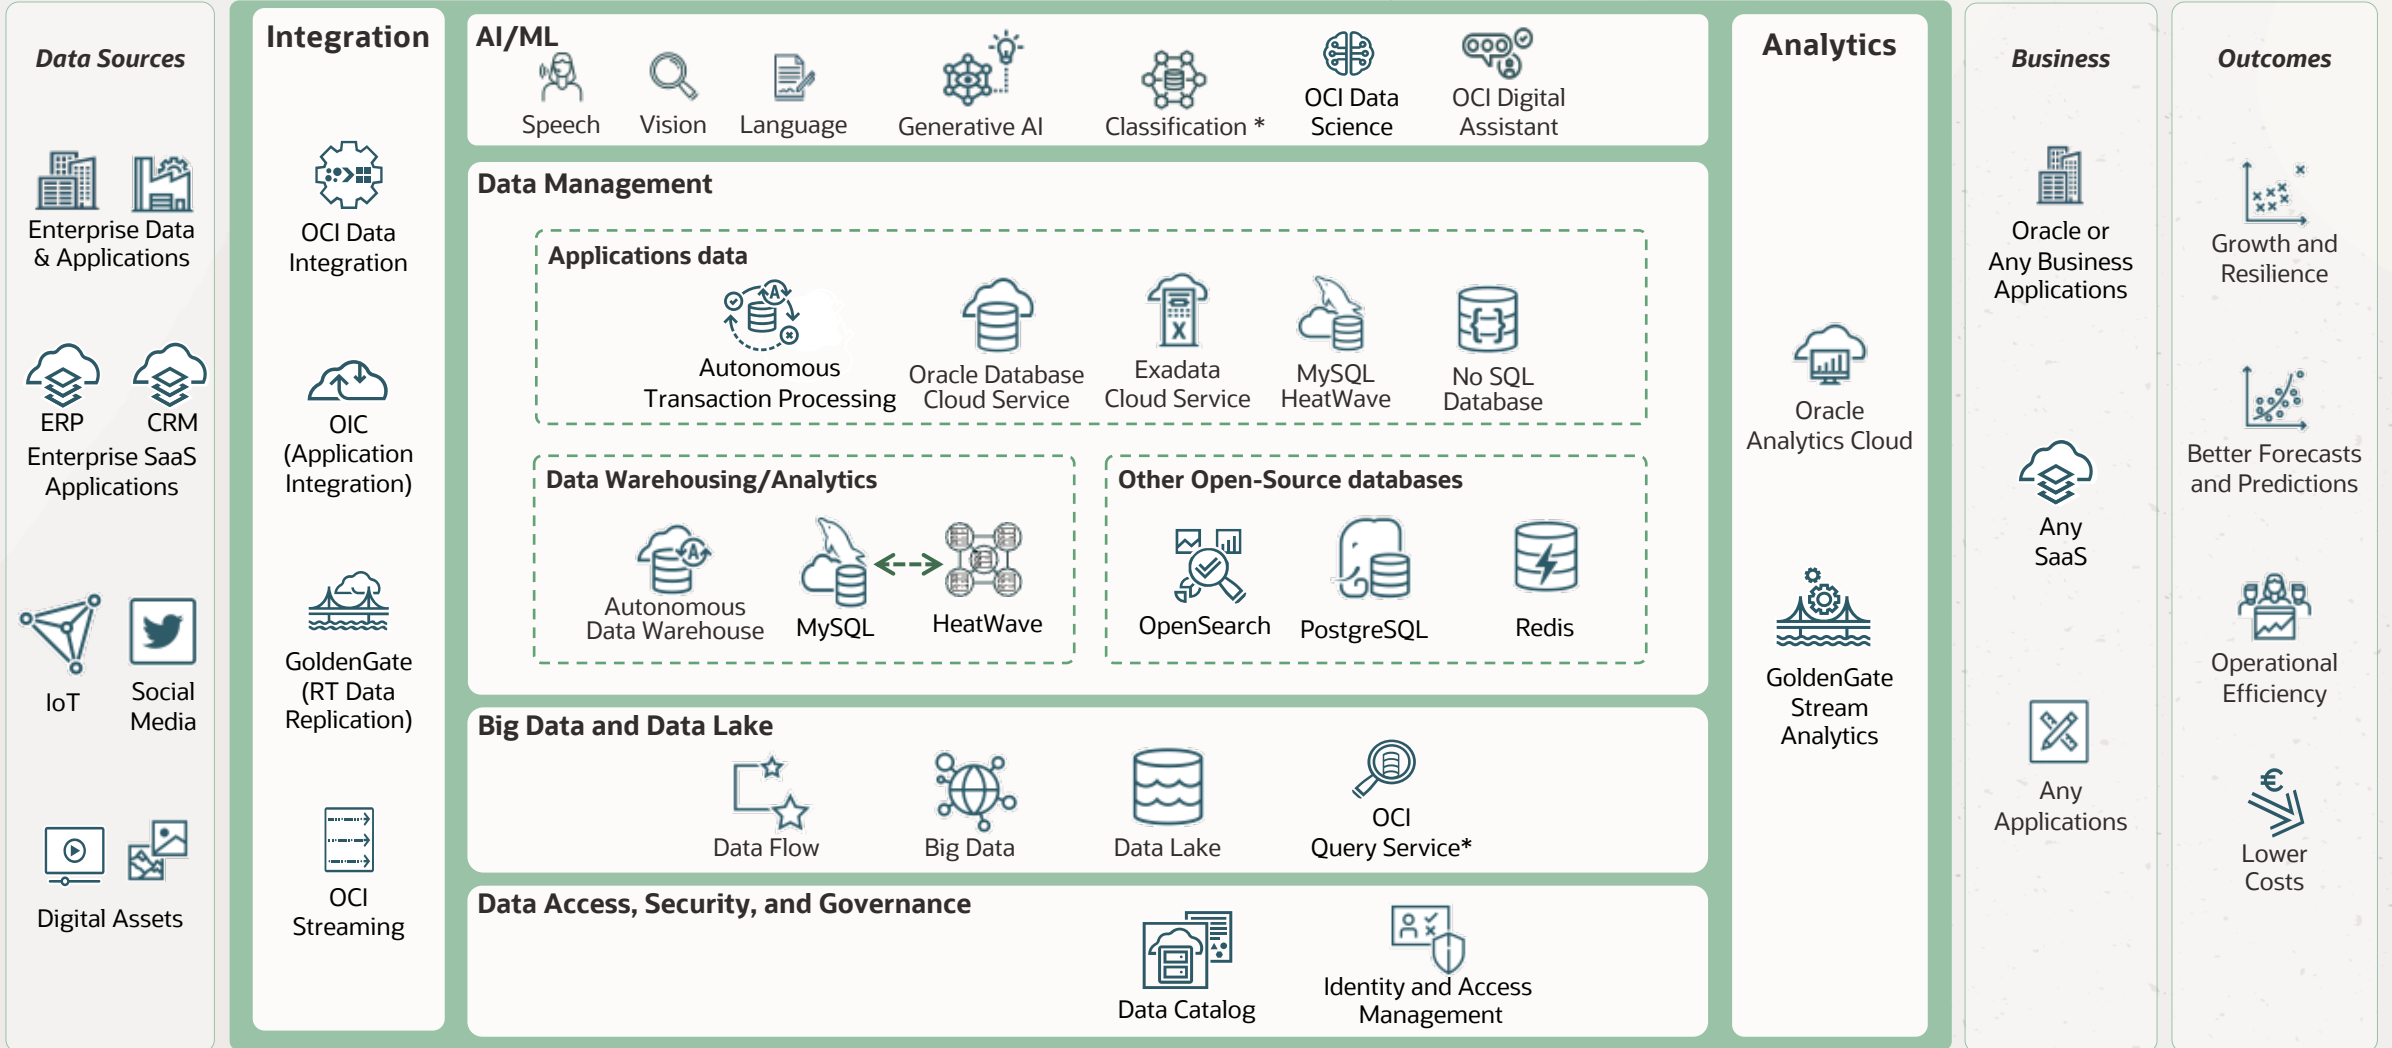 Data Sources
Enterprise Data
& Applications
ERP
CRM
Enterprise SaaS
Applications
IoT
Social
Media
Digital Assets
Integration
OCI Data
Integration
OIC
(Application
Integration)
GoldenGate
(RT Data
Replication)
OCI
Streaming
AI/ML
Speech
Vision
Language
Generative AI
Classification *
OCI Data
Science
OCI Digital
Assistant
Data Management
Applications data
Autonomous
Transaction Processing
Oracle Database
Cloud Service
X
Exadata
Cloud Service
MySQL
HeatWave
No SQL
Database
Data Warehousing/Analytics
Autonomous
Data Warehouse
MySQL
HeatWave
Other Open-Source databases
OpenSearch
PostgreSQL
Redis
Big Data and Data Lake
Data Flow
Big Data
Data Lake
OCI
Query Service*
Data Access, Security, and Governance
Data Catalog
Identity and Access
Management
Analytics
Oracle
Analytics Cloud
GoldenGate
Stream
Analytics
Business
Oracle or
Any Business
Applications
Any
SaaS
Any
Applications
Outcomes
Growth and
Resilience
Better Forecasts
and Predictions
Operational
Efficiency
€
Lower
Costs